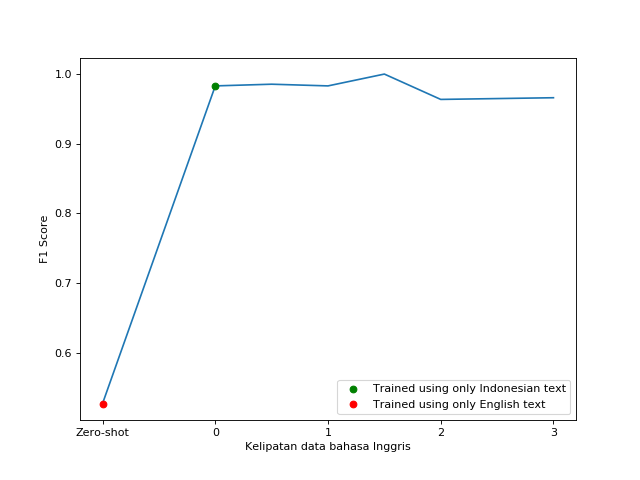 1.0
0.9
0.8
0.7
0.6
F1 Score
Trained using only Indonesian text
Trained using only English text
Zero-shot 0 1 2 3
Kelipatan data bahasa Inggris